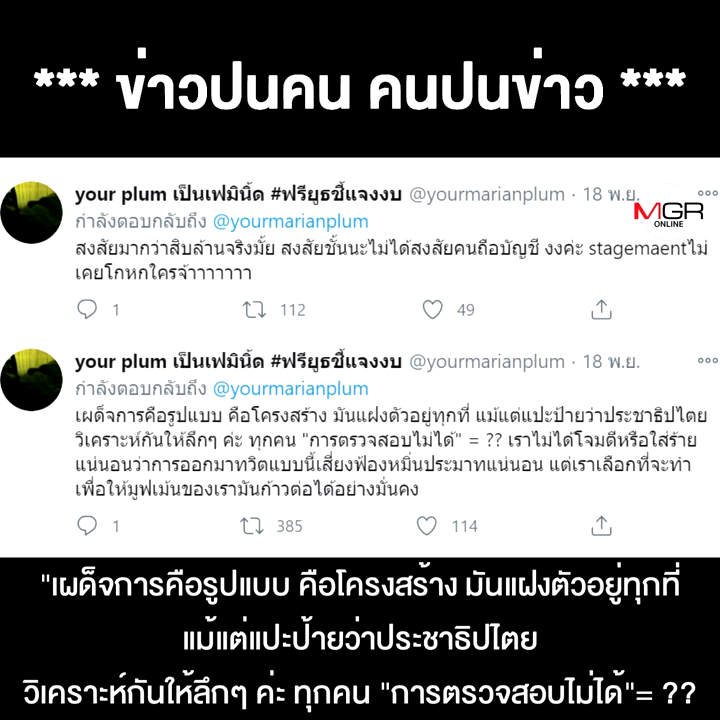 *** ข่าวปนคน คนปนข่าว ***
your plum เป็นเฟมินิ้ด #ฟรียูธชี้แจงงบ @yourmarianplum · 18 พ.ย.
MGR
ONLINE
กำลังตอบกลับถึง @yourmarianplum
สงสัยมากว่าสิบล้านจริงมั้ย สงสัยชั้นนะไม่ได้สงสัยคนถือบัญชี งงค่ะ stagemaentไม่
เคยโกหกใครจ้าาาาาาา
1 112 49
your plum เป็นเฟมินิ้ด #ฟรียูธชี้แจงงบ @yourmarianplum · 18 พ.ย.
กำลังตอบกลับถึง @yourmarianplum
เผด็จการคือรูปแบบ คือโครงสร้าง มันแฝงตัวอยู่ทุกที่ แม้แต่แปะป้ายว่าประชาธิปไตย
วิเคราะห์กันให้ลึกๆ ค่ะ ทุกคน "การตรวจสอบไม่ได้" = ?? เราไม่ได้โจมตีหรือใส่ร้าย
แน่นอนว่าการออกมาทวิตแบบนี้เสี่ยงฟ้องหมิ่นประมาทแน่นอน แต่เราเลือกที่จะทำ
เพื่อให้มูฟเม้นของเรามันก้าวต่อได้อย่างมั่นคง
1 385 114
"เผด็จการคือรูปแบบ คือโครงสร้าง มันแฝงตัวอยู่ทุกที่
แม้แต่แปะป้ายว่าประชาธิปไตย
วิเคราะห์กันให้ลึกๆ ค่ะ ทุกคน "การตรวจสอบไม่ได้"= ??